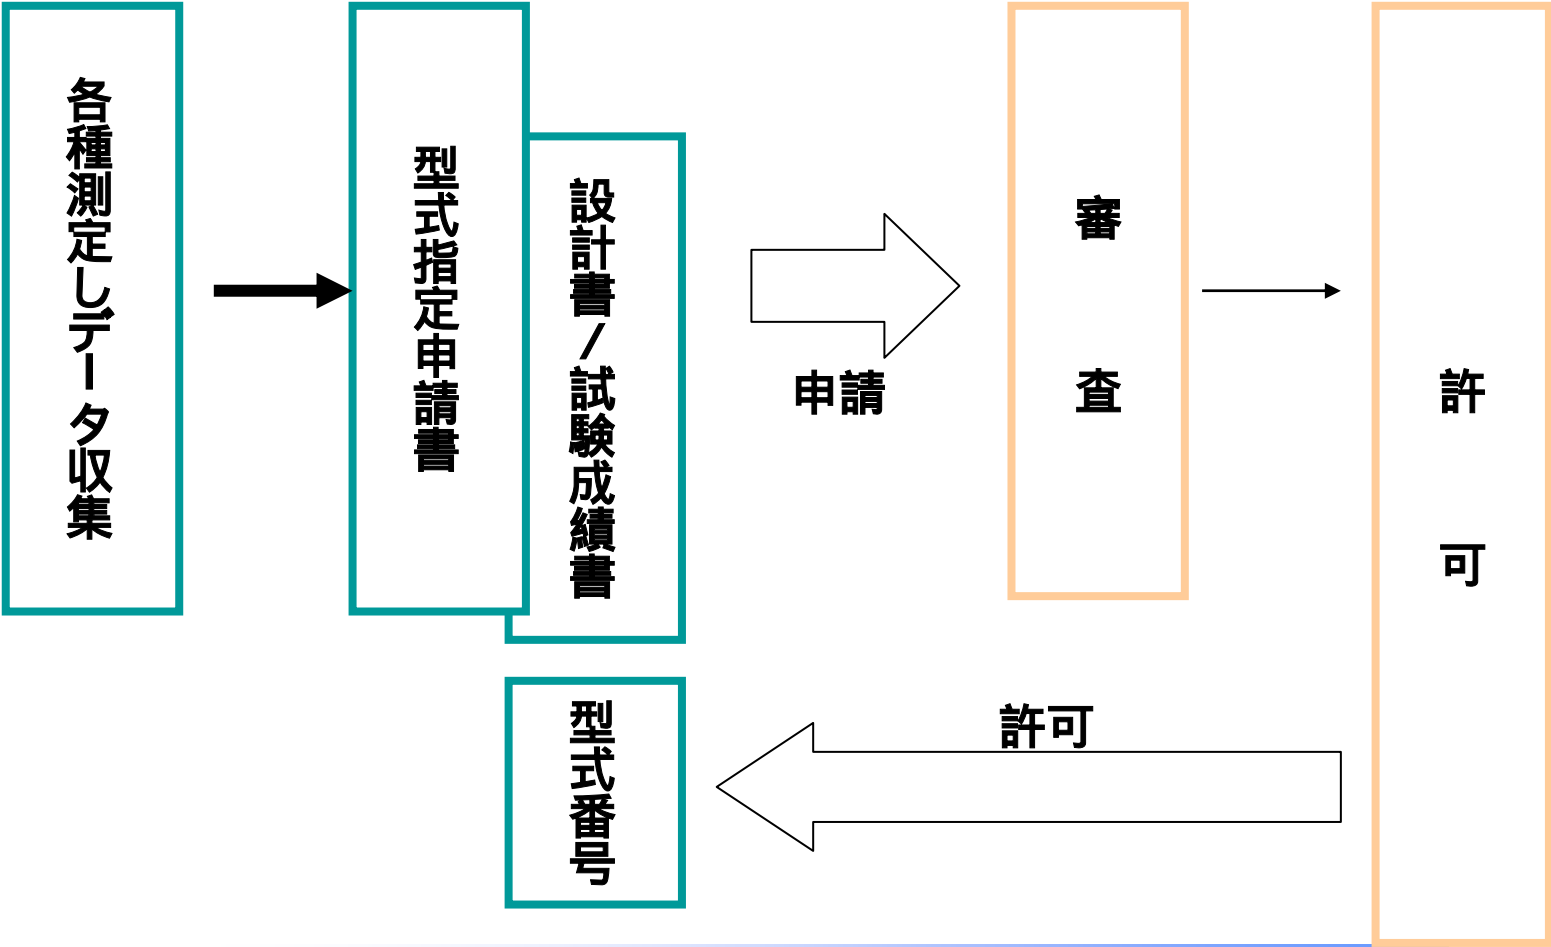 各種測定しデータ収集
型式指定申請書
設計書/試験成績書
申請
審査
許可
許可
型式番号